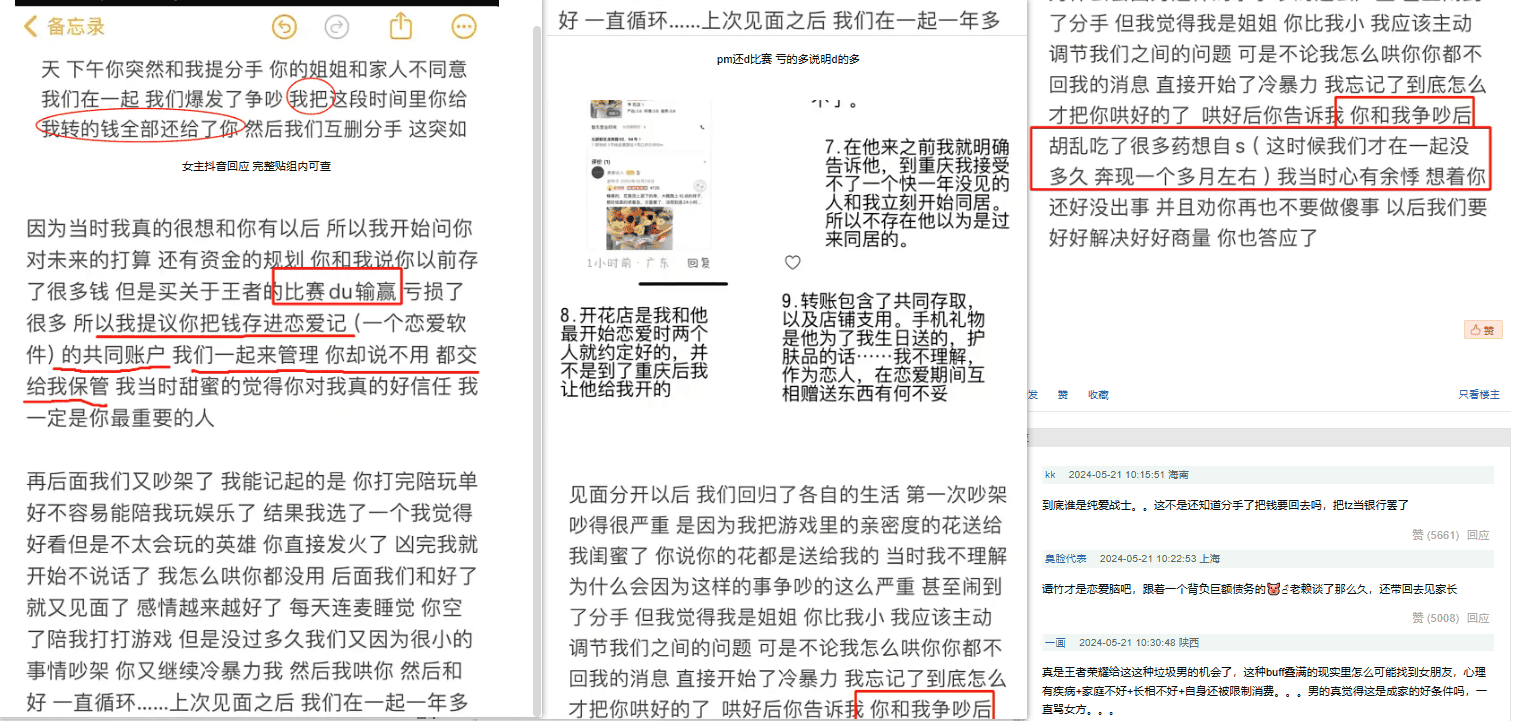 备忘录
天 下午你突然和我提分手 你的姐姐和家人不同意
我们在一起 我们爆发了争吵 我把这段时间里你给
我转的钱全部还给了你 然后我们互删分手 这突如
女主抖音回应 完整贴组内可查
因为当时我真的很想和你有以后 所以我开始问你
对未来的打算 还有资金的规划 你和我说你以前存
了很多钱 但是买关于王者的比赛du输赢 亏损了
很多 所以我提议你把钱存进恋爱记 (一个恋爱软
件) 的共同账户 我们一起来管理 你却说不用 都交
给我保管 我当时甜蜜的觉得你对我真的好信任 我
一定是你最重要的人
再后面我们又吵架了 我能记起的是 你打完陪玩单
好不容易能陪我玩娱乐了 结果我选了一个我觉得
好看但是不太会玩的英雄 你直接发火了 凶完我就
开始不说话了 我怎么哄你都没用 后面我们和好了
就又见面了 感情越来越好了 每天连麦睡觉 你空
了陪我打打游戏 但是没过多久我们又因为很小的
事情吵架 你又继续冷暴力我 然后我哄你 然后和
好 一直循环......上次见面之后 我们在一起一年多
好 一直循环......上次见面之后 我们在一起一年多
pm还d比赛 亏的多说明d的多
1小时前 · 广东 回复
7.在他来之前我就明确
告诉他，到重庆我接受
不了一个快一年没见的
人和我立刻开始同居。
所以不存在他以为是过
来同居的。
8.开花店是我和他
最开始恋爱时两个
人就约定好的，并
不是到了重庆后我
让他给我开的
9.转账包含了共同存取，
以及店铺支用。手机礼物
是他为了我生日送的，护
肤品的话……我不理解，
作为恋人，在恋爱期间互
相赠送东西有何不妥
见面分开以后 我们回归了各自的生活 第一次吵架
吵得很严重 是因为我把游戏里的亲密度的花送给
我闺蜜了 你说你的花都是送给我的 当时我不理解
为什么会因为这样的事争吵的这么严重 甚至闹到
了分手 但我觉得我是姐姐 你比我小 我应该主动
调节我们之间的问题 可是不论我怎么哄你你都不
回我的消息 直接开始了冷暴力 我忘记了到底怎么
才把你哄好的了 哄好后你告诉我 你和我争吵后
了分手 但我觉得我是姐姐 你比我小 我应该主动
调节我们之间的问题 可是不论我怎么哄你你都不
回我的消息 直接开始了冷暴力 我忘记了到底怎么
才把你哄好的了 哄好后你告诉我 你和我争吵后
胡乱吃了很多药想自s（这时候我们才在一起没
多久 奔现一个多月左右）我当时心有余悸 想着你
还好没出事 并且劝你再也不要做傻事 以后我们要
好好解决好好商量 你也答应了
赞
发 赞 收藏
只看楼主
kk 2024-05-21 10:15:51 海南
到底谁是纯爱战士。。这不是还知道分手了把钱要回去吗，把tz当银行罢了
赞 (5661) 回应
臭脸代表 2024-05-21 10:22:53 上海
谭竹才是恋爱脑吧，跟着一个背负巨额债务的🐷♂老赖谈了那么久，还带回去见家长
赞 (5008) 回应
一画 2024-05-21 10:30:48 陕西
真是王者荣耀给这这种垃圾男的机会了，这种buff叠满的现实里怎么可能找到女朋友，心理
有疾病+家庭不好+长相不好+自身还被限制消费。。。男的真觉得这是成家的好条件吗，一
直骂女方。。。